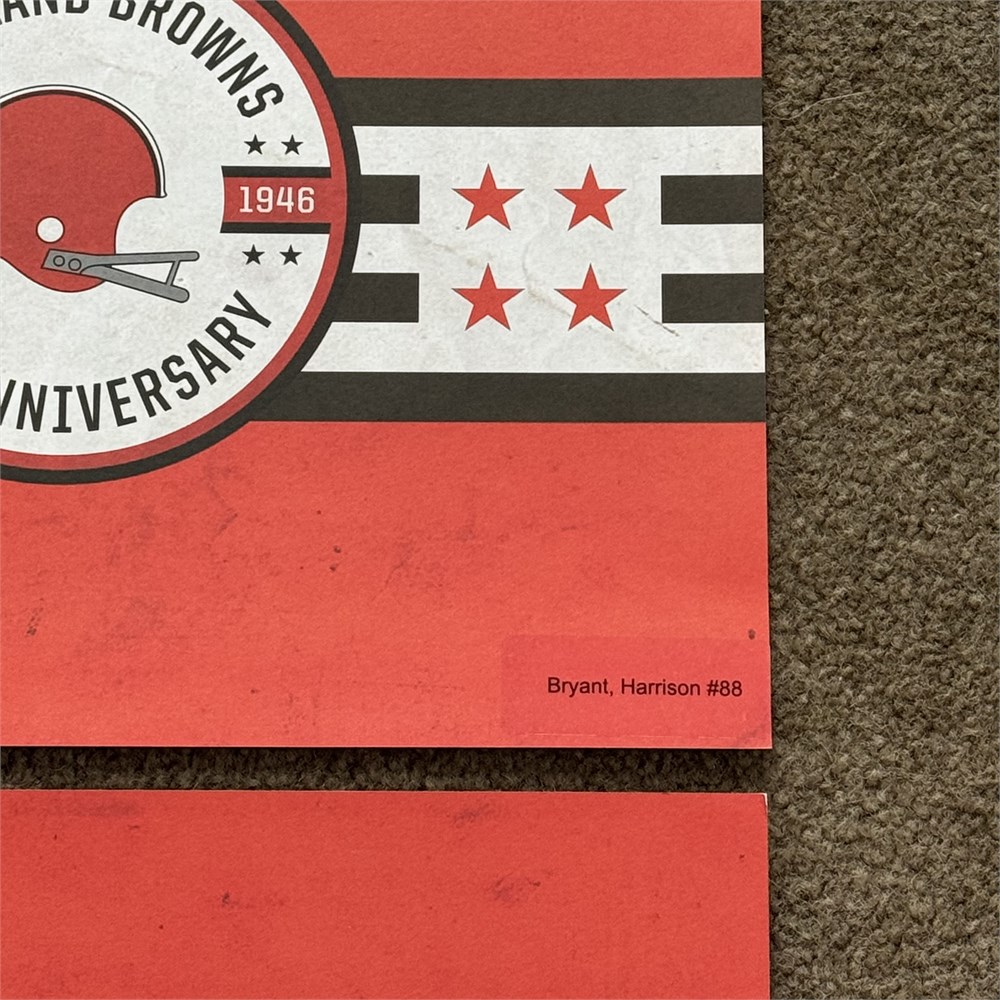 AND BROWNS
1946
NNIVERSARY
Bryant, Harrison #88